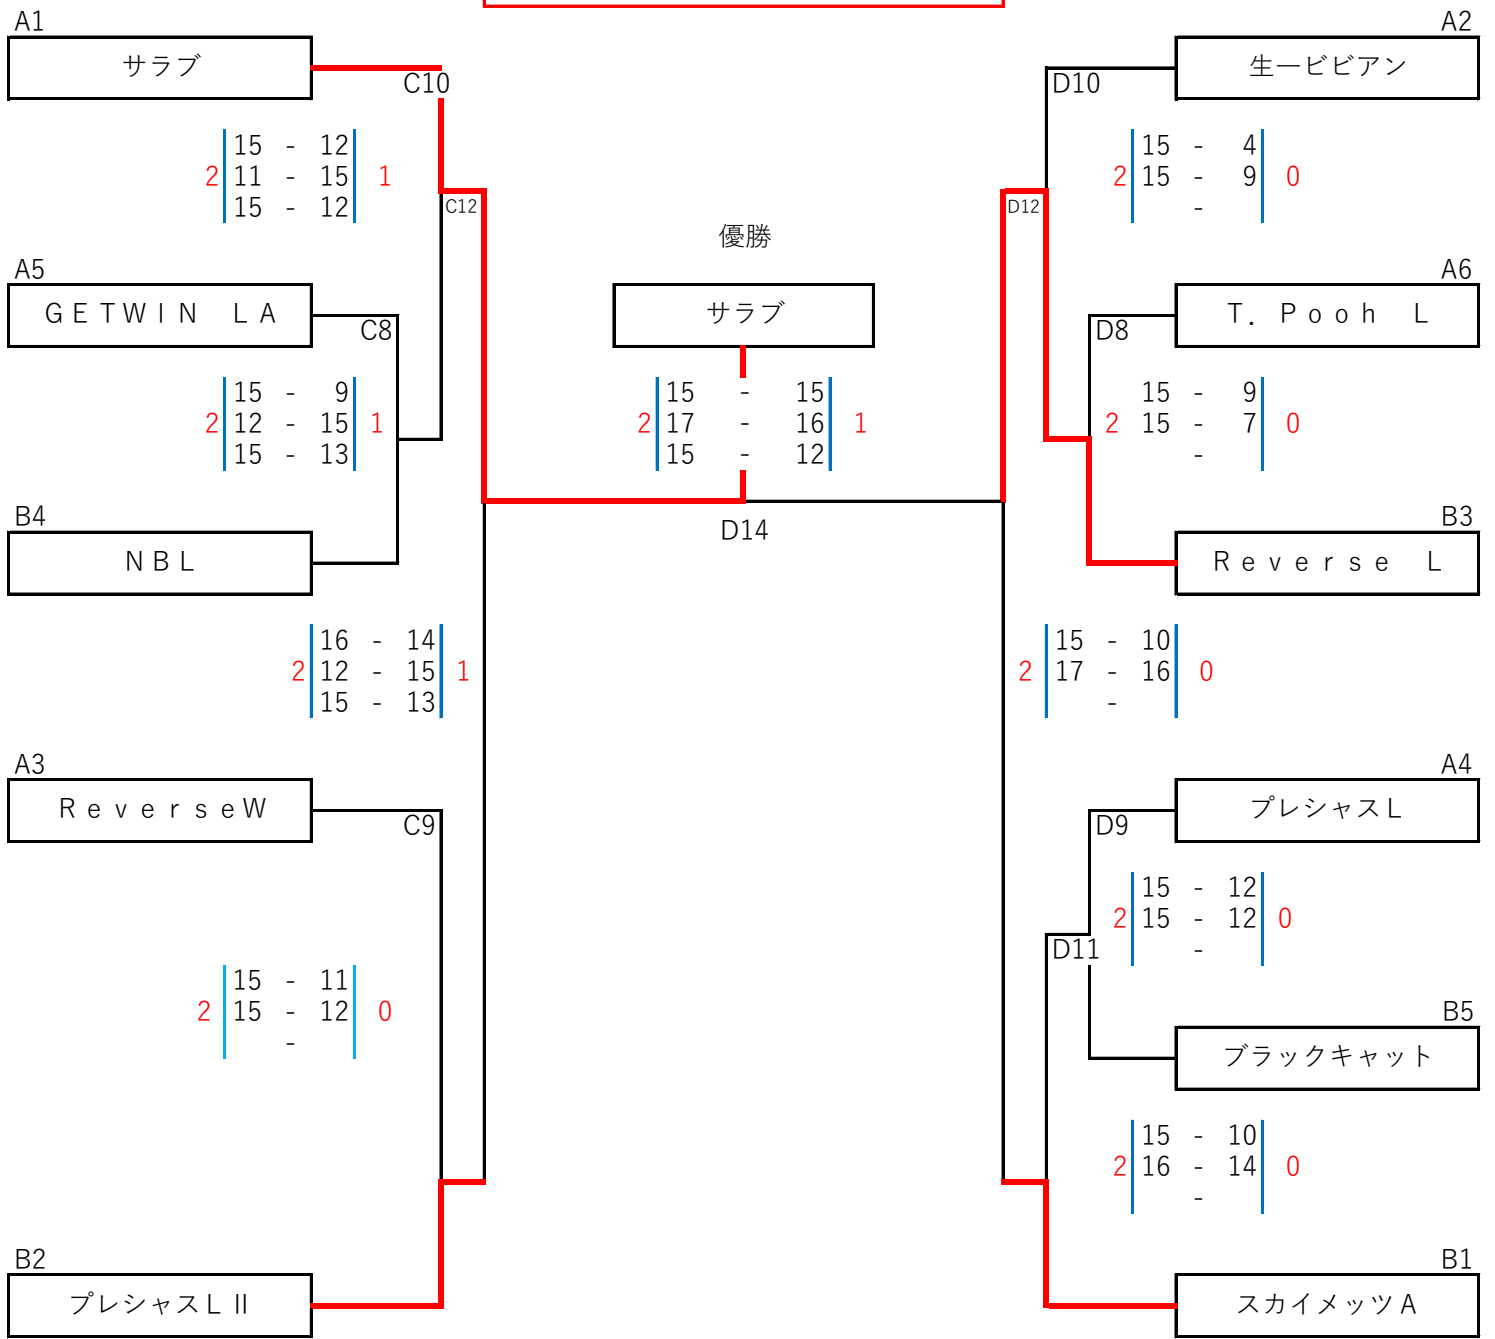 A1
A2
サラブ
生一ビビアン
C10
D10
15 - 12
2 11 - 15 1
15 - 12
15 - 4
2 15 - 9 0
-
C12
D12
優勝
A5
A6
GETWIN LA
サラブ
T. Pooh L
C8
D8
15 - 9
2 12 - 15 1
15 - 13
15 - 15
2 17 - 16 1
15 - 12
15 - 9
2 15 - 7 0
-
B4
B3
D14
NBL
Reverse L
16 - 14
2 12 - 15 1
15 - 13
15 - 10
2 17 - 16 0
-
A3
A4
ReverseW
プレシャスL
C9
D9
15 - 12
2 15 - 12 0
-
D11
15 - 11
2 15 - 12 0
-
B5
ブラックキャット
15 - 10
2 16 - 14 0
-
B2
B1
プレシャスLⅡ
スカイメッツA